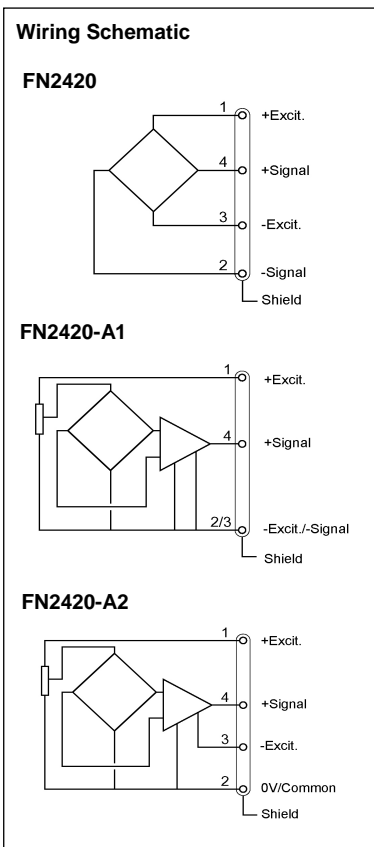 Wiring Schematic
FN2420
1 +Excit.
4 +Signal
3 -Excit.
2 -Signal
Shield
FN2420-A1
1 +Excit.
4 +Signal
2/3 -Excit./-Signal
Shield
FN2420-A2
1 +Excit.
4 +Signal
3 -Excit.
2 0V/Common
Shield